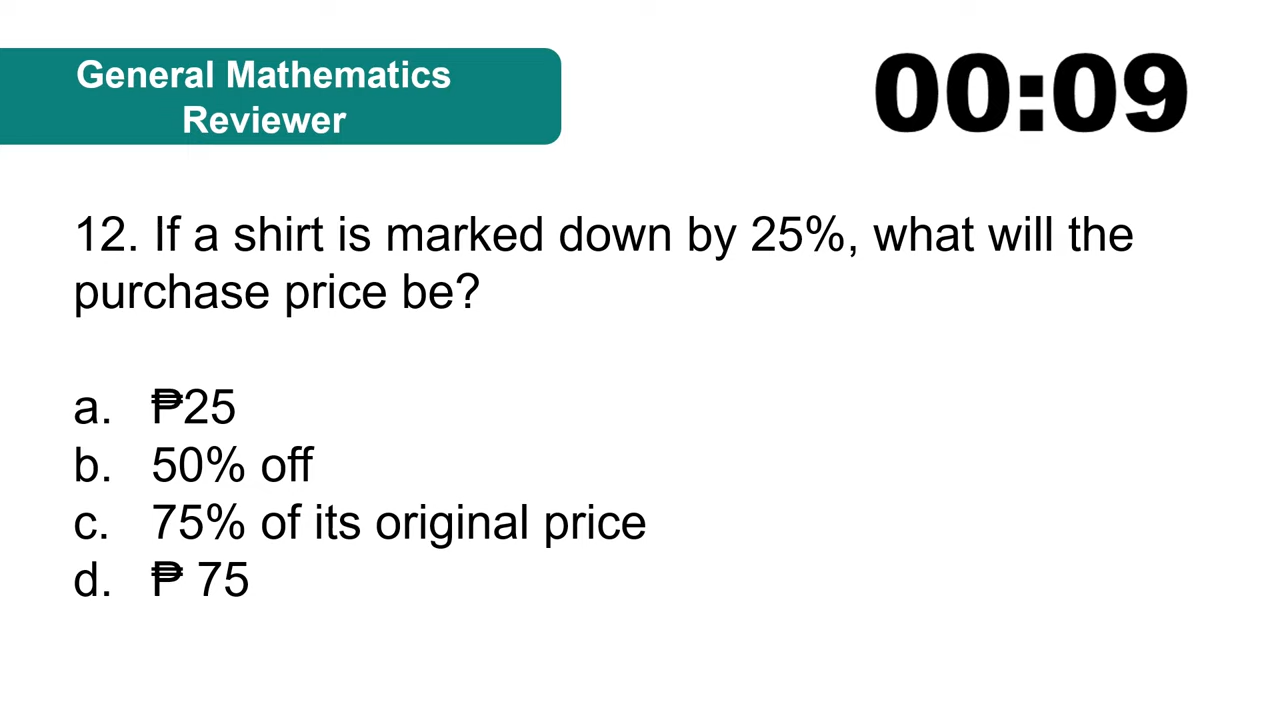 General Mathematics
Reviewer
00:09
12. If a shirt is marked down by 25%, what will the
purchase price be?
a. ₱25
b. 50% off
c. 75% of its original price
d. ₱ 75